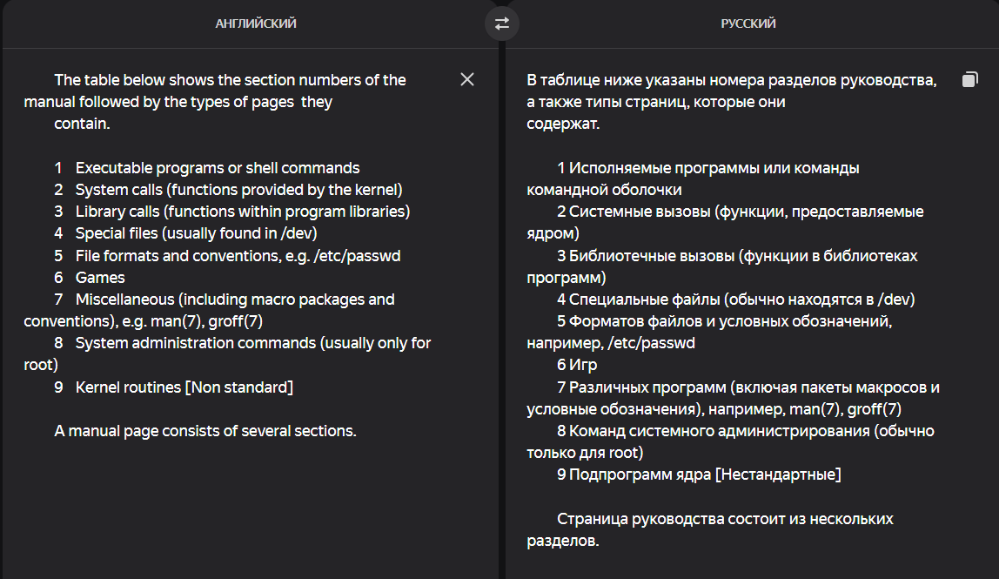 АНГЛИЙСКИЙ
РУССКИЙ
The table below shows the section numbers of the
manual followed by the types of pages  they
contain.
1   Executable programs or shell commands
2   System calls (functions provided by the kernel)
3   Library calls (functions within program libraries)
4   Special files (usually found in /dev)
5   File formats and conventions, e.g. /etc/passwd
6   Games
7   Miscellaneous (including macro packages and
conventions), e.g. man(7), groff(7)
8   System administration commands (usually only for
root)
9   Kernel routines [Non standard]
A manual page consists of several sections.
В таблице ниже указаны номера разделов руководства,
а также типы страниц, которые они
содержат.
1 Исполняемые программы или команды
командной оболочки
2 Системные вызовы (функции, предоставляемые
ядром)
3 Библиотечные вызовы (функции в библиотеках
программ)
4 Специальные файлы (обычно находятся в /dev)
5 Форматов файлов и условных обозначений,
например, /etc/passwd
6 Игр
7 Различных программ (включая пакеты макросов и
условные обозначения), например, man(7), groff(7)
8 Команд системного администрирования (обычно
только для root)
9 Подпрограмм ядра [Нестандартные]
Страница руководства состоит из нескольких
разделов.